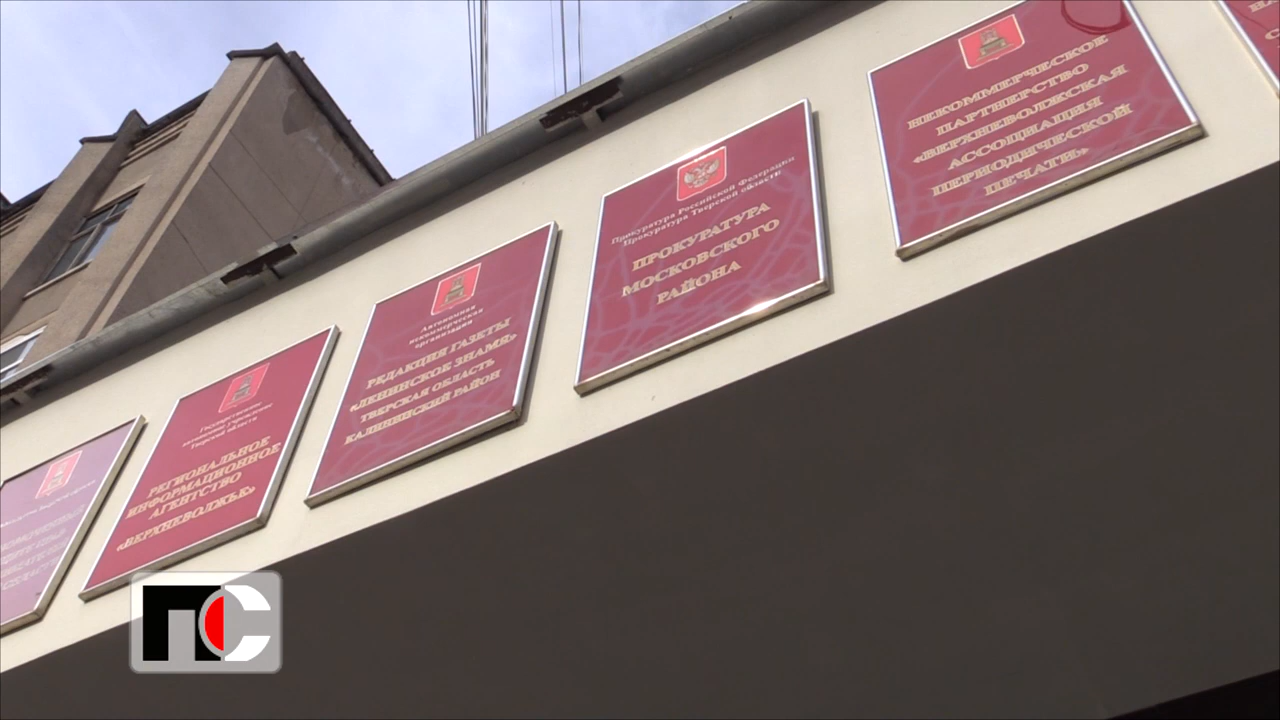 Государственное
автономное учреждение
Тверской области
РЕГИОНАЛЬНОЕ
ИНФОРМАЦИОННОЕ
АГЕНТСТВО
«ВЕРХНЕВОЛЖЬЕ»
Автономная
некоммерческая
организация
РЕДАКЦИЯ ГАЗЕТЫ
«ЛЕНИНСКОЕ ЗНАМЯ»
ТВЕРСКАЯ ОБЛАСТЬ
КАЛИНИНСКИЙ РАЙОН
Прокуратура Российской Федерации
Прокуратура Тверской области
ПРОКУРАТУРА
МОСКОВСКОГО
РАЙОНА
НЕКОММЕРЧЕСКОЕ
ПАРТНЕРСТВО
«ВЕРХНЕВОЛЖСКАЯ
АССОЦИАЦИЯ
ПЕРИОДИЧЕСКОЙ
ПЕЧАТИ»
ПС